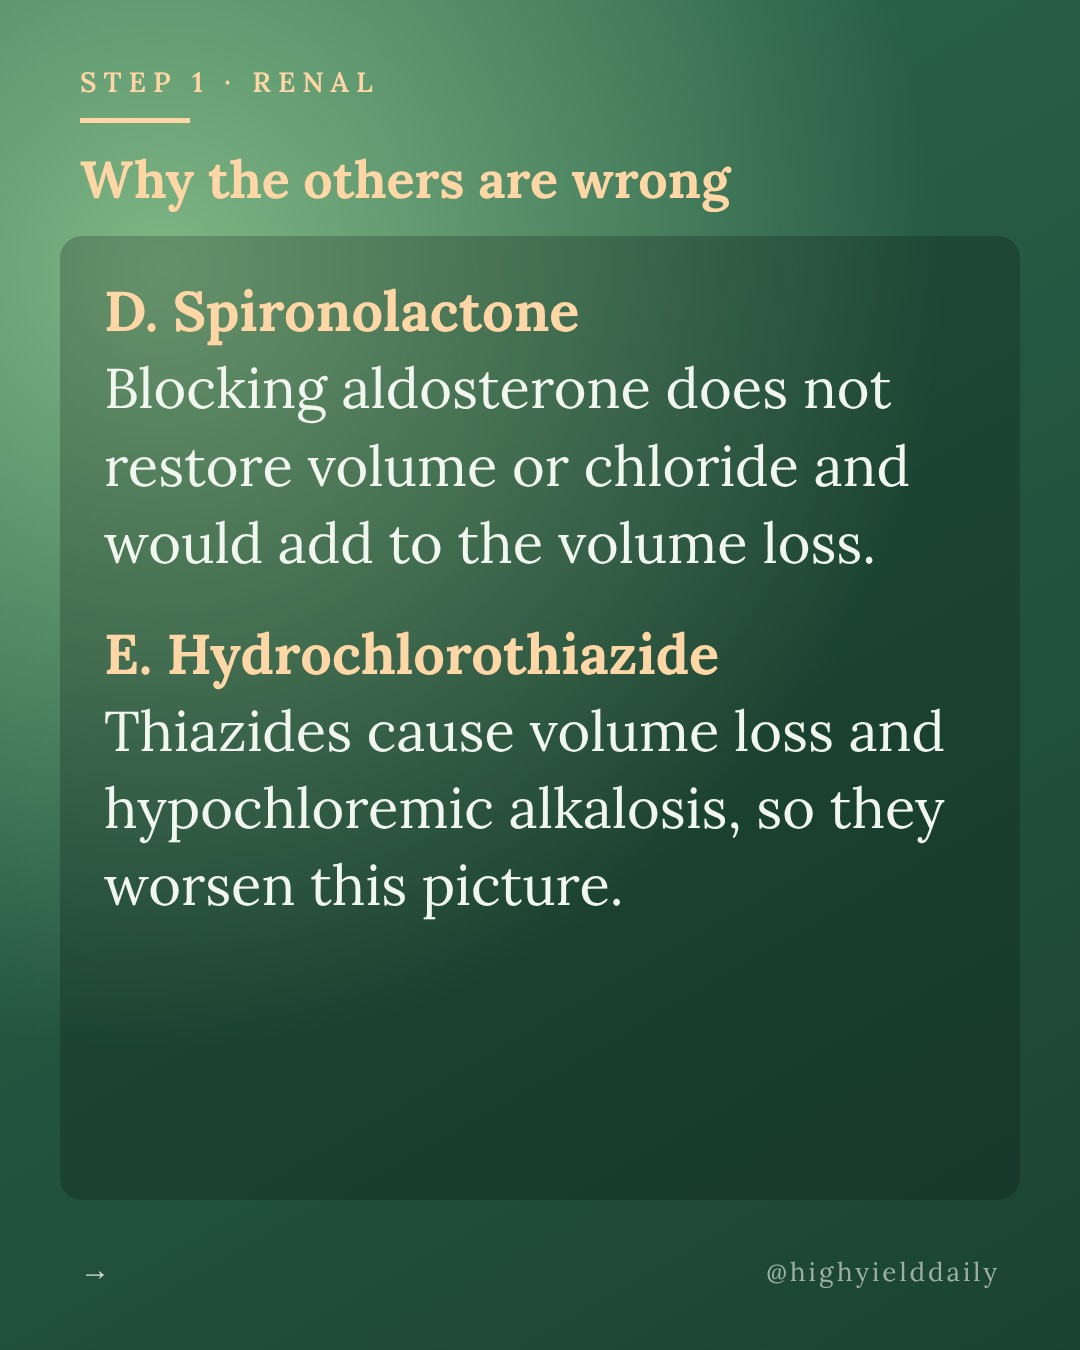 STEP 1 · RENAL
Why the others are wrong
D. Spironolactone
Blocking aldosterone does not
restore volume or chloride and
would add to the volume loss.
E. Hydrochlorothiazide
Thiazides cause volume loss and
hypochloremic alkalosis, so they
worsen this picture.
→
@highyielddaily